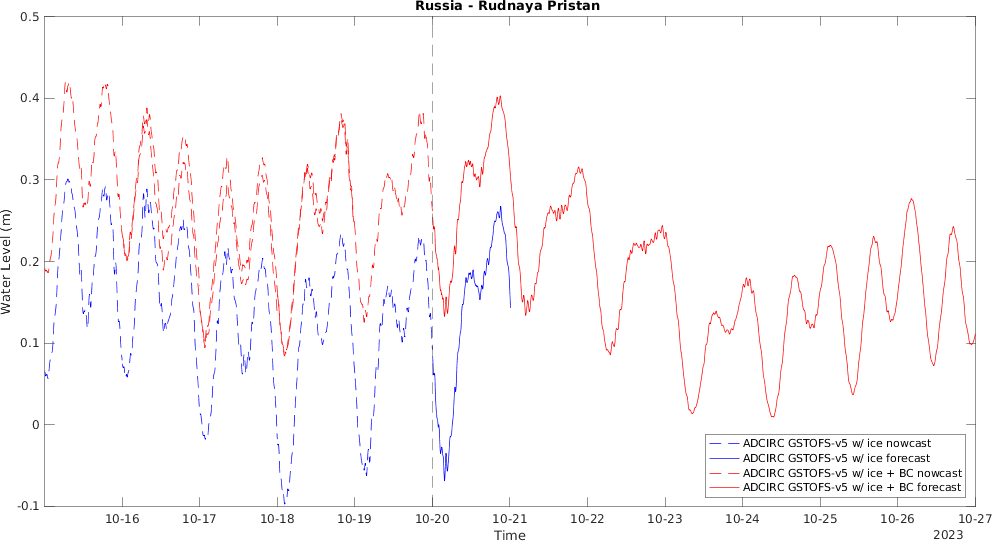 Russia - Rudnaya Pristan
0.5
0.4
0.3
0.2
0.1
0
-0.1
Water Level (m)
ADCIRC GSTOFS-v5 w/ ice nowcast
ADCIRC GSTOFS-v5 w/ ice forecast
ADCIRC GSTOFS-v5 w/ ice + BC nowcast
ADCIRC GSTOFS-v5 w/ ice + BC forecast
10-16 10-17 10-18 10-19 10-20 10-21 10-22 10-23 10-24 10-25 10-26 10-27
Time
2023